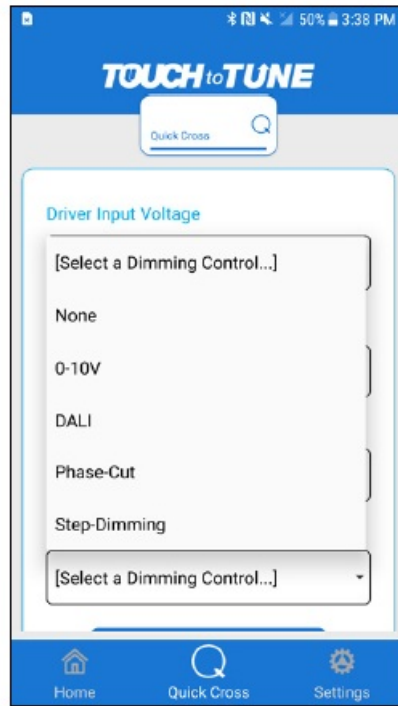 50% 3:38 PM
TOUCH to TUNE
Quick Cross
Driver Input Voltage
[Select a Dimming Control...]
None
0-10V
DALI
Phase-Cut
Step-Dimming
[Select a Dimming Control...]
Home Quick Cross Settings